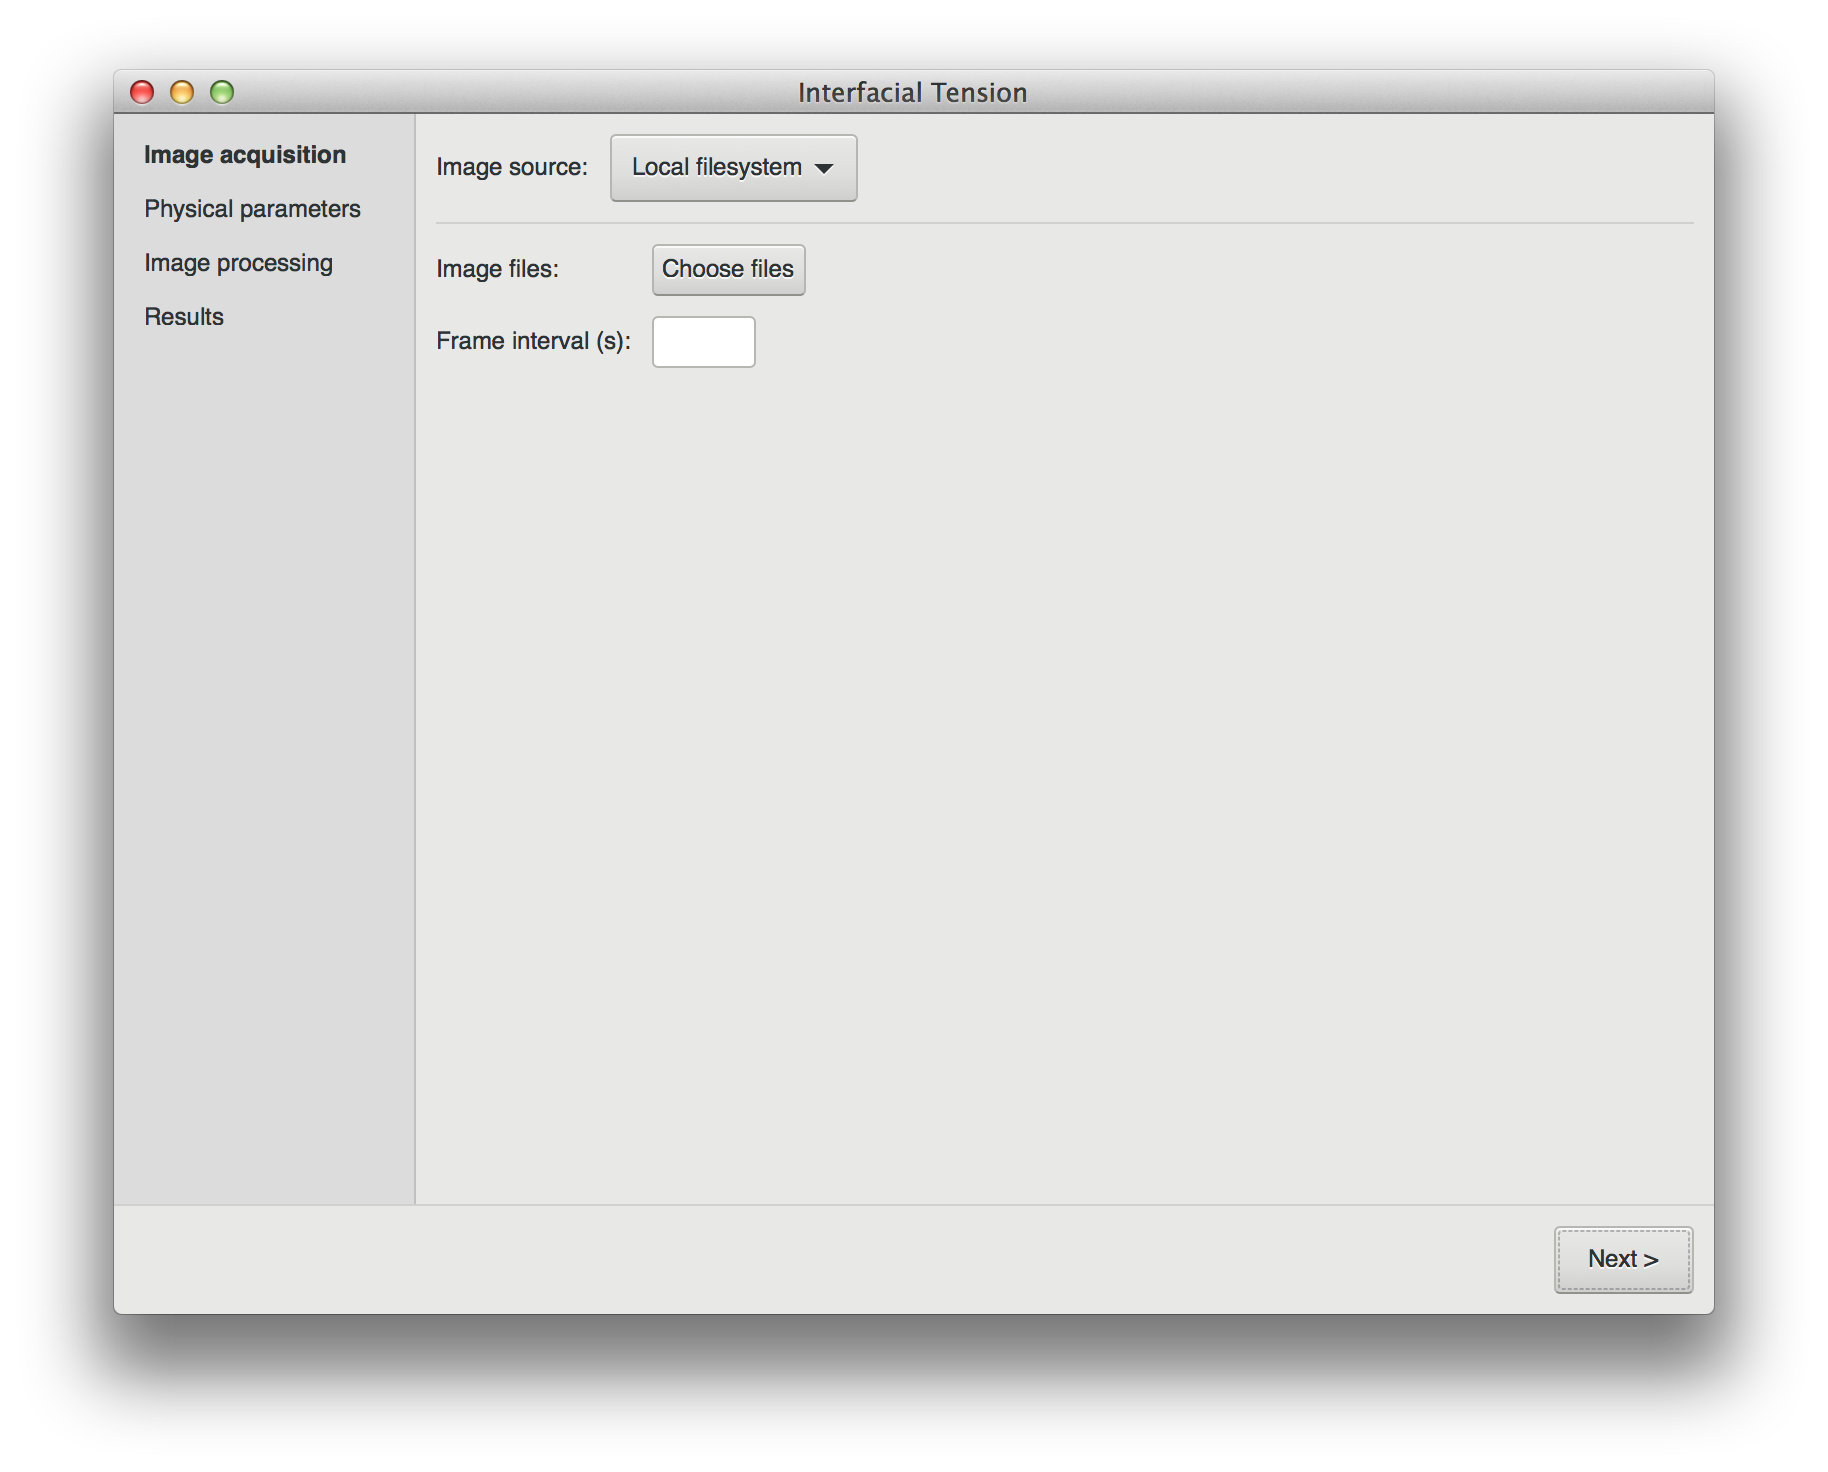 Interfacial Tension
Image acquisition
Physical parameters
Image processing
Results
Image source: Local filesystem
Image files: Choose files
Frame interval (s):
Next >